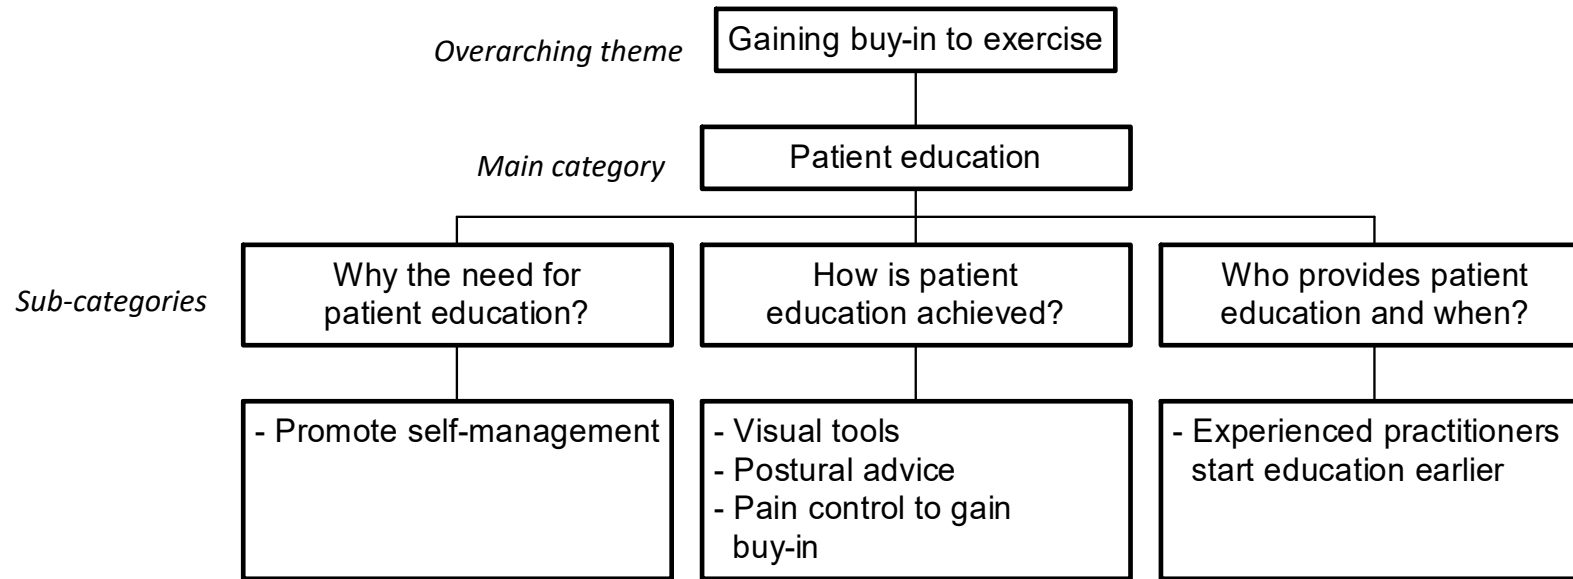 Overarching theme
Gaining buy-in to exercise
Main category
Patient education
Sub-categories
Why the need for
patient education?
How is patient
education achieved?
Who provides patient
education and when?
- Promote self-management
- Visual tools
- Postural advice
- Pain control to gain
buy-in
- Experienced practitioners
start education earlier